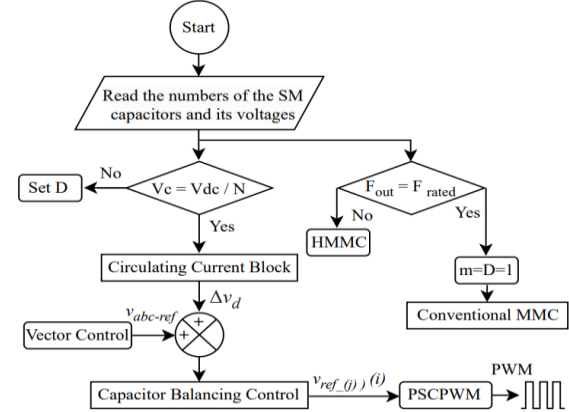 Start
Read the numbers of the SM
capacitors and its voltages
No
Set D
Vc = Vdc / N
Yes
F out = F rated
No
Yes
HMMC
m=D=1
Conventional MMC
Circulating Current Block
Δvd
vabc-ref
Vector Control
+
+
Capacitor Balancing Control
vref_(j) ) (i)
PSCPWM
PWM